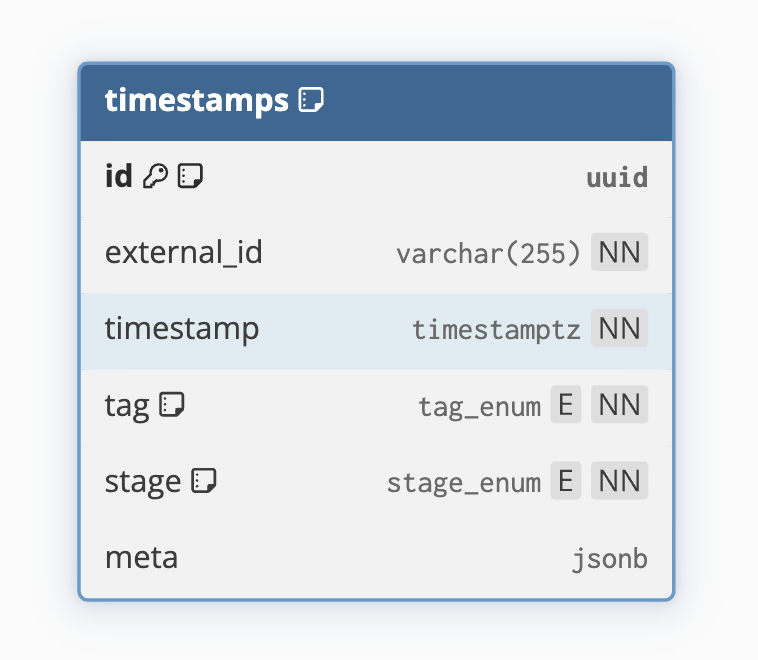 timestamps
id uuid
external_id varchar(255) NN
timestamp timestamptz NN
tag tag_enum E NN
stage stage_enum E NN
meta jsonb